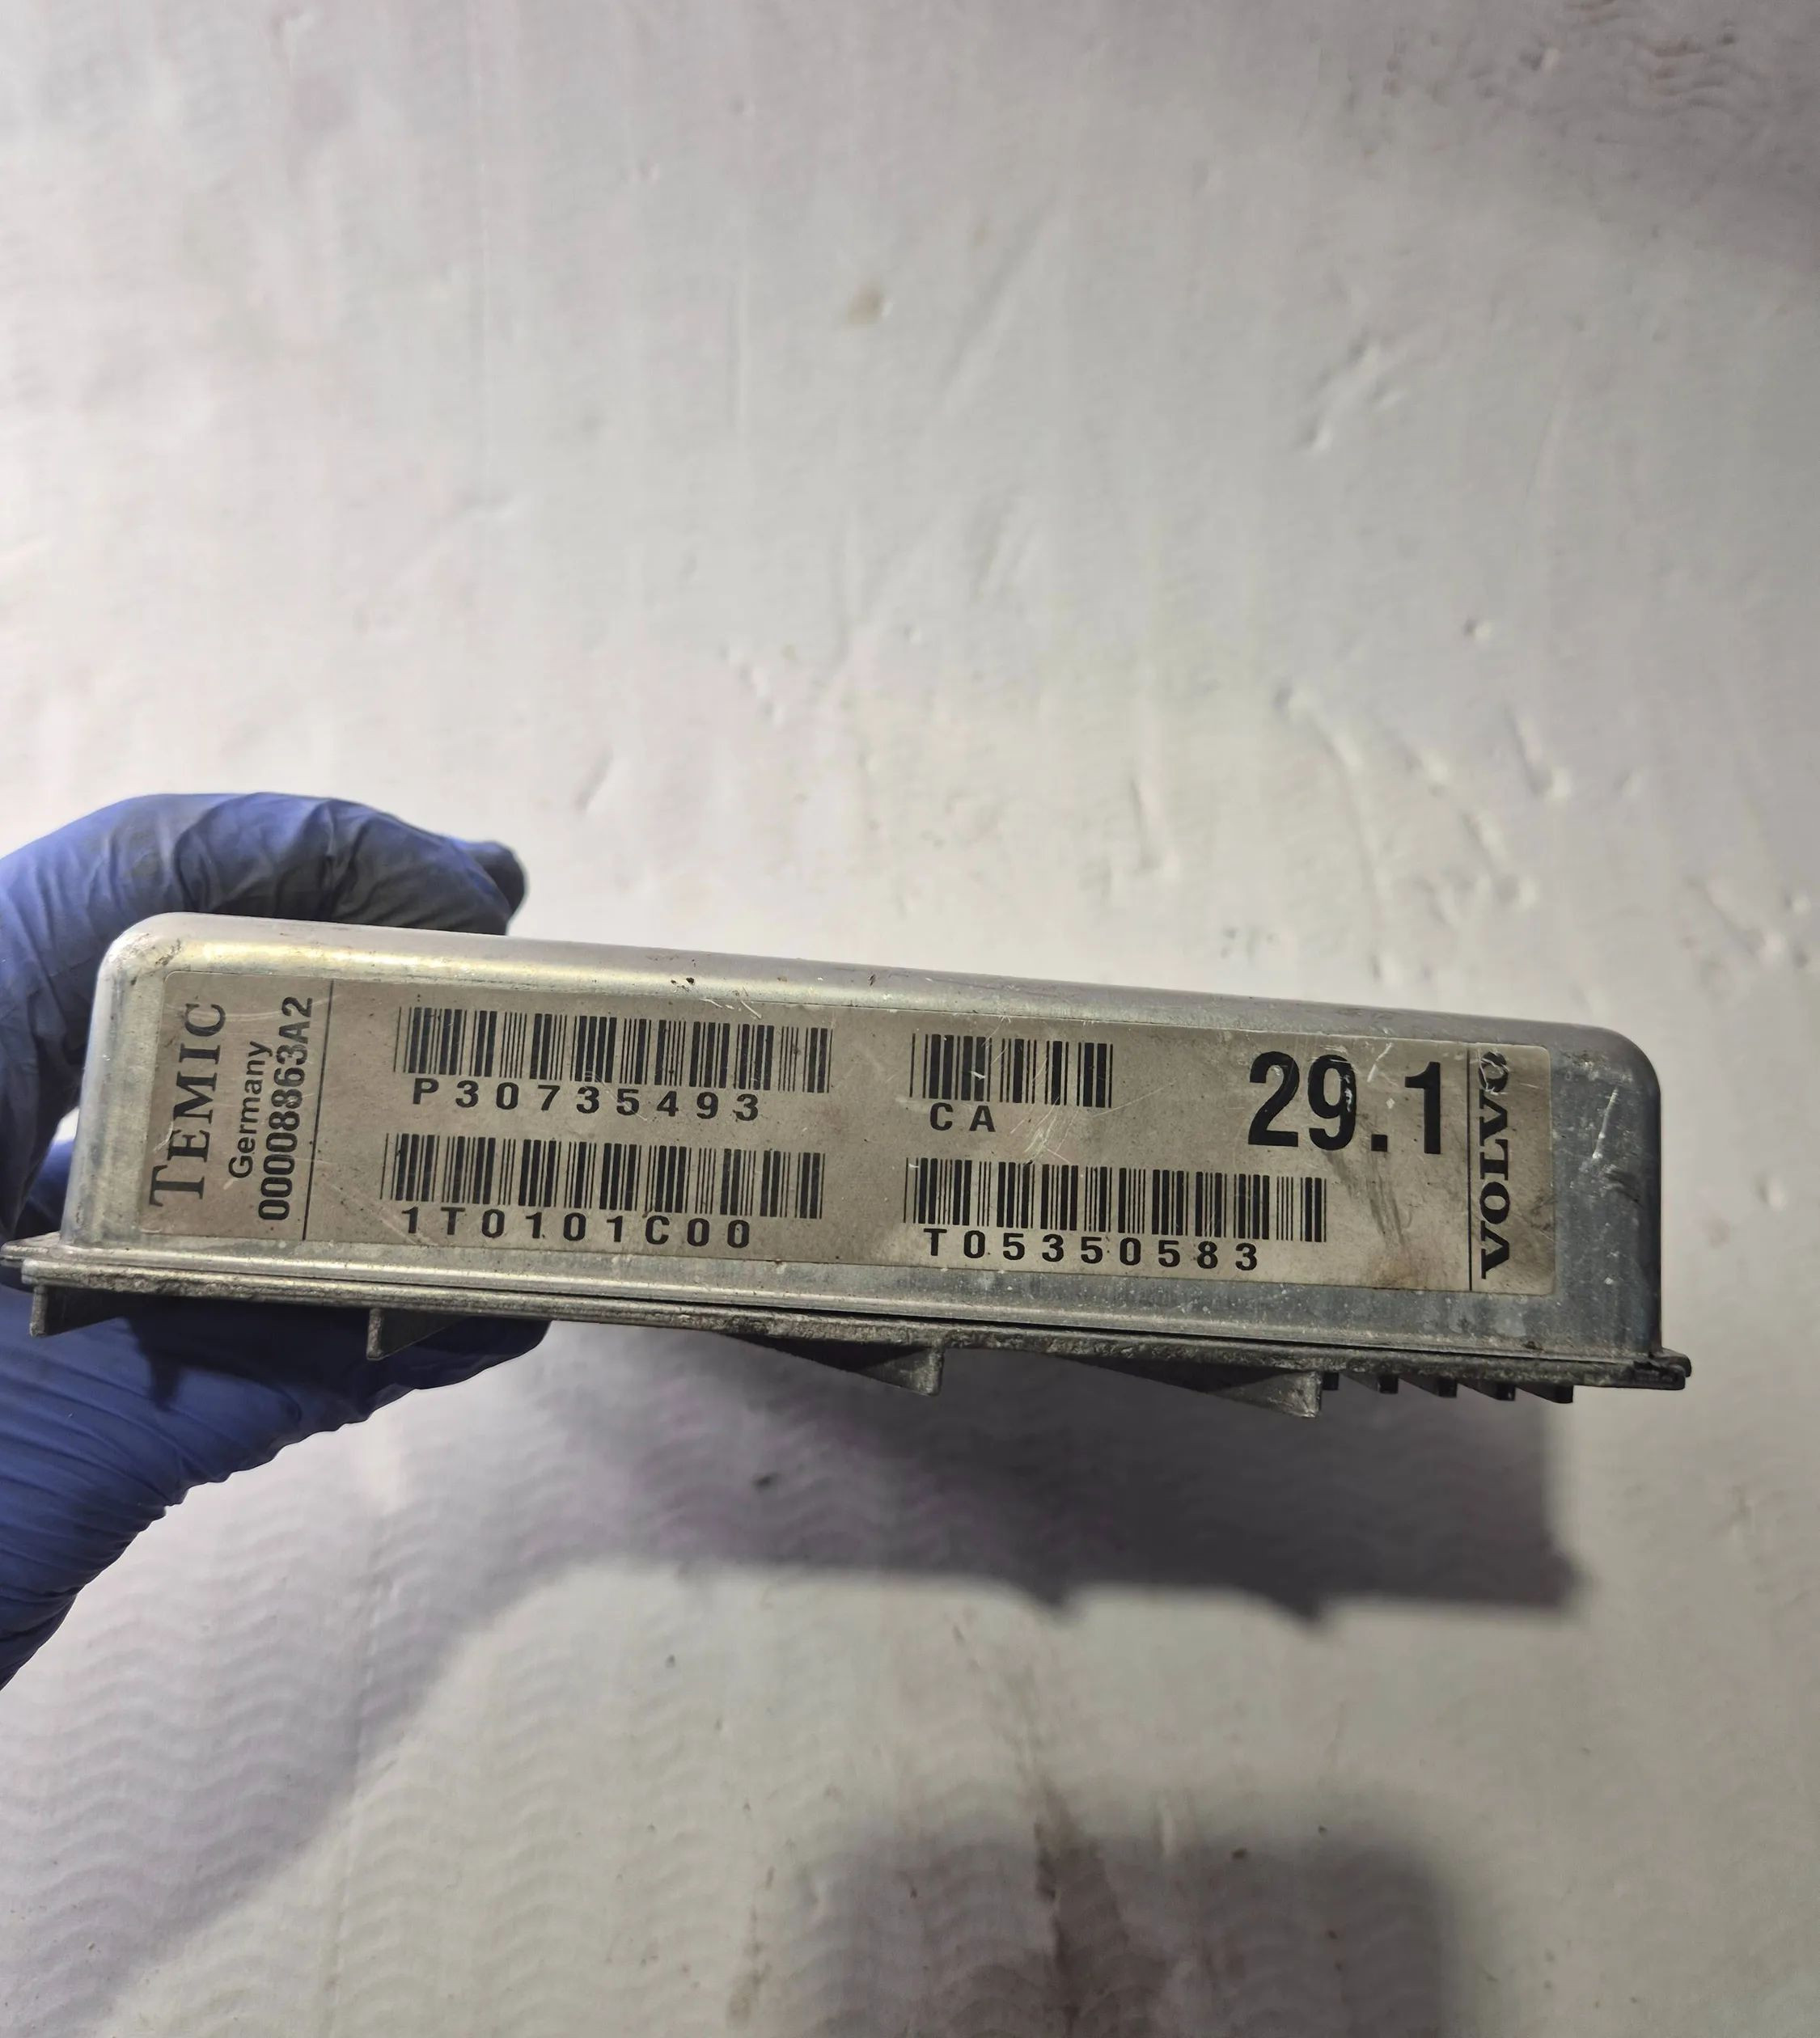 TEMIC
Germany
00008863A2
P30735493
CA
29.1
1T0101C00
T05350583
VOLVO